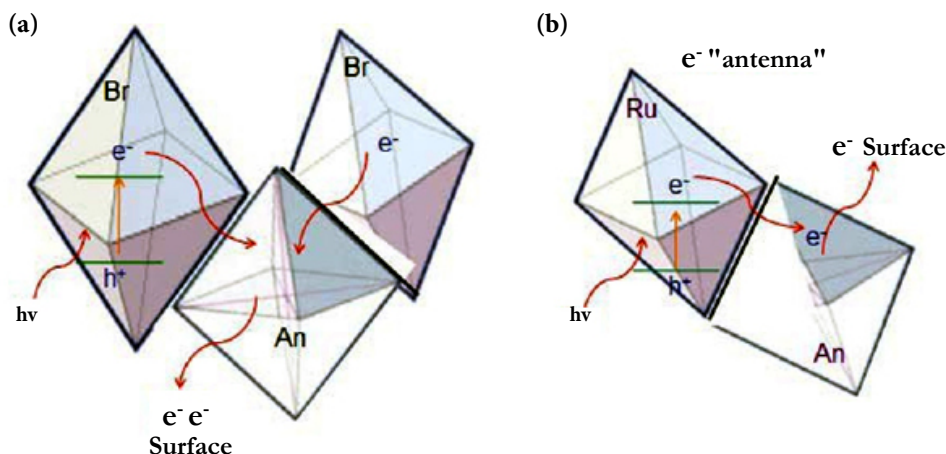 (a)
Br
Br
e-
e-
h+
hv
An
e- e-
Surface
(b)
e- "antenna"
Ru
e- Surface
e-
e-
h+
hv
An